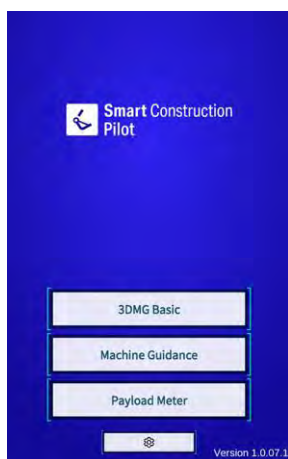 Smart Construction
Pilot
3DMG Basic
Machine Guidance
Payload Meter
Version 1.0.07.1